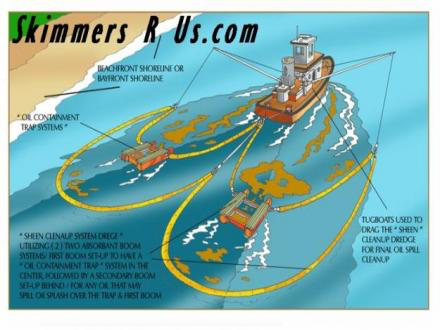 Skimmers R Us.com
BEACHFRONT SHORELINE OR
BAYFRONT SHORELINE
" OIL CONTAINMENT
TRAP SYSTEMS "
TUGBOATS USED TO
DRAG THE " SHEEN "
CLEANUP DREDGE
FOR FINAL OIL SPILL
CLEANUP
" SHEEN CLENAUP SYSTEM DREGE "
UTILIZING ( 2 ) TWO ABSORBANT BOOM
SYSTEMS/ FIRST BOOM SET-UP TO HAVE A
" OIL CONTAINMENT TRAP " SYSTEM IN THE
CENTER, FOLLOWED BY A SECONDARY BOOM
SET-UP BEHIND / FOR ANY OIL THAT MAY
SPILL OR SPLASH OVER THE TRAP & FIRST BOOM